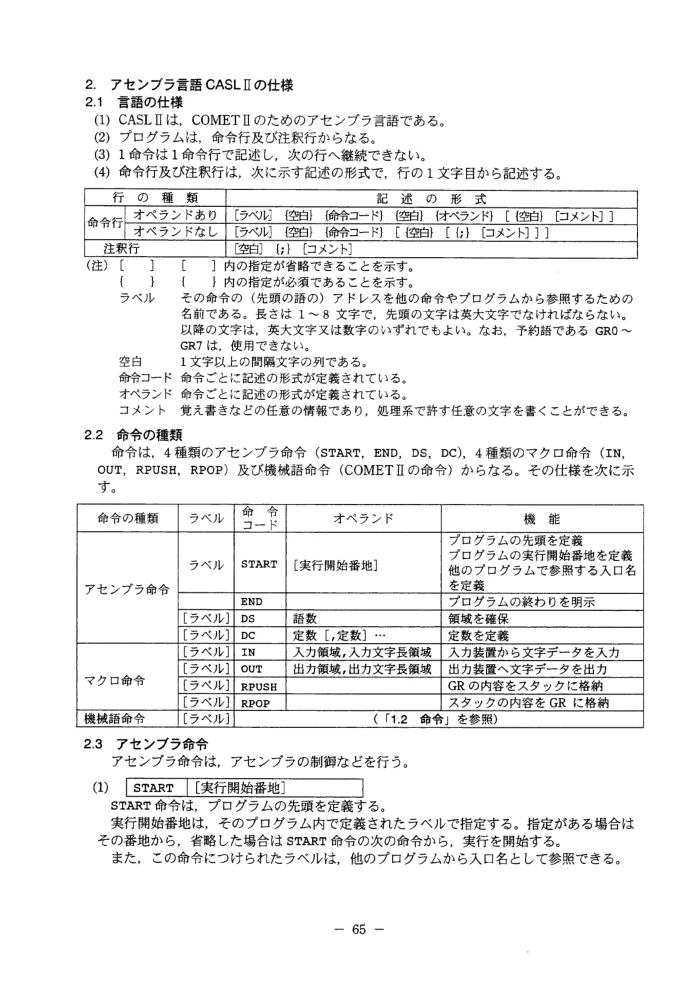 2. アセンブラ言語 CASLⅡの仕様
2.1 言語の仕様
(1) CASLⅡは，COMETⅡのためのアセンブラ言語である。
(2) プログラムは，命令行及び注釈行からなる。
(3) 1命令は1命令行で記述し，次の行へ継続できない。
(4) 命令行及び注釈行は，次に示す記述の形式で，行の1文字目から記述する。
行の種類 記述の形式
命令行 オペランドあり [ラベル] {空白} {命令コード} {空白} {オペランド} [ {空白} [コメント] ]
オペランドなし [ラベル] {空白} {命令コード} [ {空白} [ {;} [コメント] ] ]
注釈行 [空白] {;} [コメント]
(注) [ ] [ ] 内の指定が省略できることを示す。
{ } { } 内の指定が必須であることを示す。
ラベル その命令の（先頭の語の）アドレスを他の命令やプログラムから参照するための
名前である。長さは 1～8 文字で，先頭の文字は英大文字でなければならない。
以降の文字は，英大文字又は数字のいずれでもよい。なお，予約語である GR0～
GR7 は，使用できない。
空白 1文字以上の間隔文字の列である。
命令コード 命令ごとに記述の形式が定義されている。
オペランド 命令ごとに記述の形式が定義されている。
コメント 覚え書きなどの任意の情報であり，処理系で許す任意の文字を書くことができる。
2.2 命令の種類
命令は，4種類のアセンブラ命令（START，END，DS，DC），4種類のマクロ命令（IN，
OUT，RPUSH，RPOP）及び機械語命令（COMETⅡの命令）からなる。その仕様を次に示
す。
命令の種類 ラベル 命令コード オペランド 機能
アセンブラ命令 ラベル START [実行開始番地] プログラムの先頭を定義
プログラムの実行開始番地を定義
他のプログラムで参照する入口名
を定義
END プログラムの終わりを明示
[ラベル] DS 語数 領域を確保
[ラベル] DC 定数[,定数] … 定数を定義
マクロ命令 [ラベル] IN 入力領域,入力文字長領域 入力装置から文字データを入力
[ラベル] OUT 出力領域,出力文字長領域 出力装置へ文字データを出力
[ラベル] RPUSH GR の内容をスタックに格納
[ラベル] RPOP スタックの内容を GR に格納
機械語命令 [ラベル] （「1.2 命令」を参照）
2.3 アセンブラ命令
アセンブラ命令は，アセンブラの制御などを行う。
(1) START [実行開始番地]
START 命令は，プログラムの先頭を定義する。
実行開始番地は，そのプログラム内で定義されたラベルで指定する。指定がある場合は
その番地から，省略した場合は START 命令の次の命令から，実行を開始する。
また，この命令につけられたラベルは，他のプログラムから入口名として参照できる。
－ 65 －